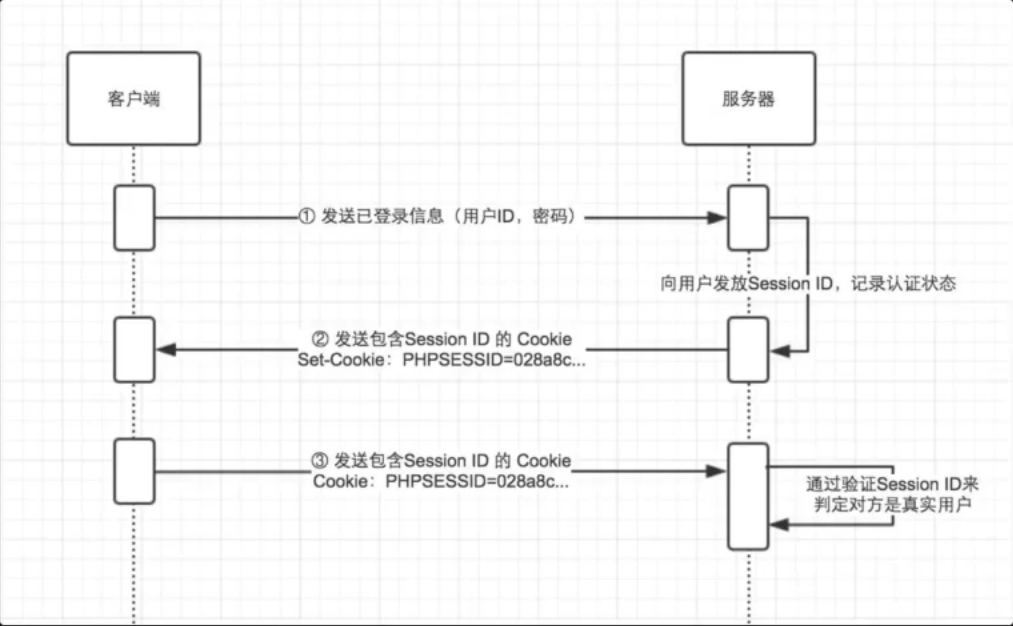 客户端
服务器
① 发送已登录信息（用户ID，密码）
向用户发放Session ID，记录认证状态
② 发送包含Session ID 的 Cookie
Set-Cookie：PHPSESSID=028a8c...
③ 发送包含Session ID 的 Cookie
Cookie：PHPSESSID=028a8c...
通过验证Session ID来
判定对方是真实用户